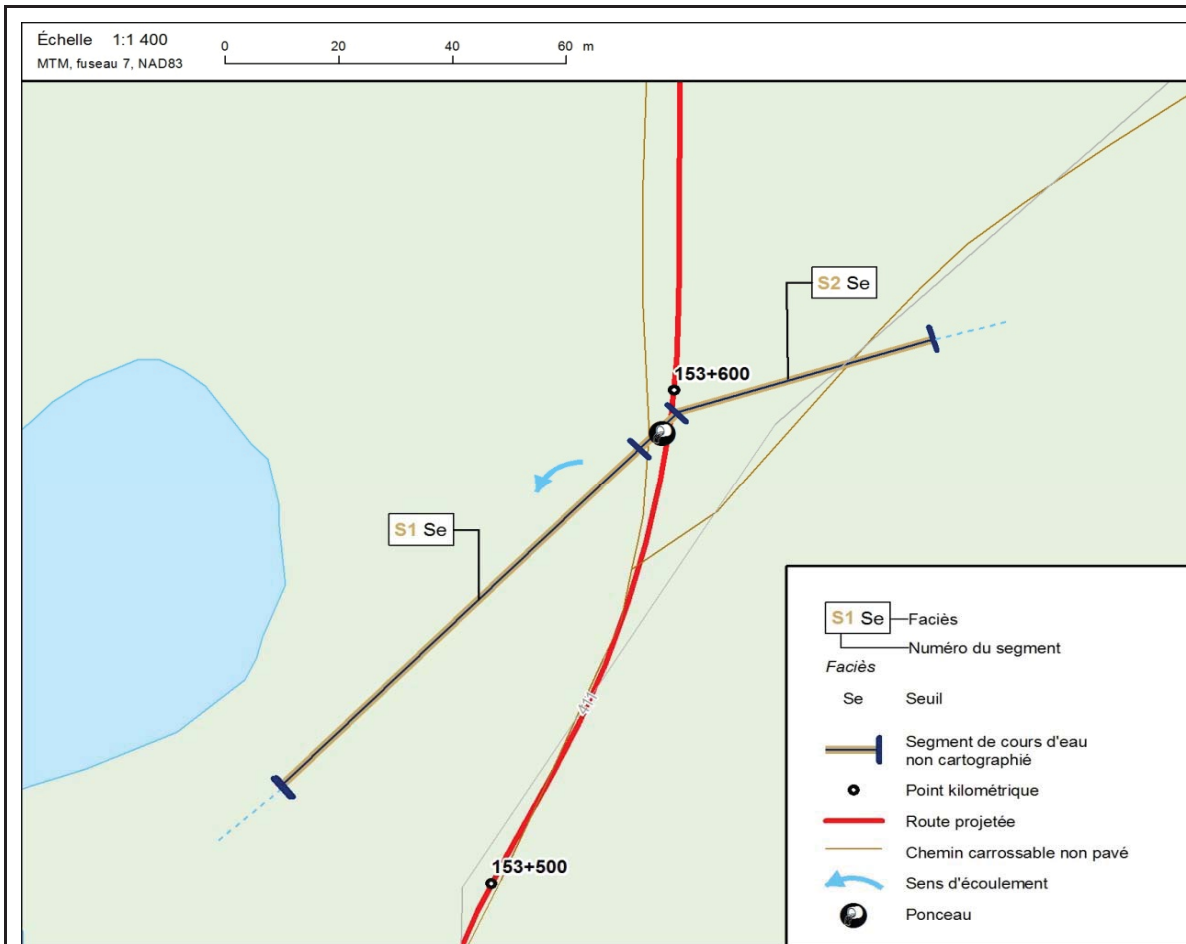 Échelle 1:1 400
0 20 40 60 m
MTM, fuseau 7, NAD83
S2 Se
153+600
S1 Se
411
153+500
S1 Se Faciès
Numéro du segment
Faciès
Se Seuil
Segment de cours d'eau
non cartographié
Point kilométrique
Route projetée
Chemin carrossable non pavé
Sens d'écoulement
Ponceau